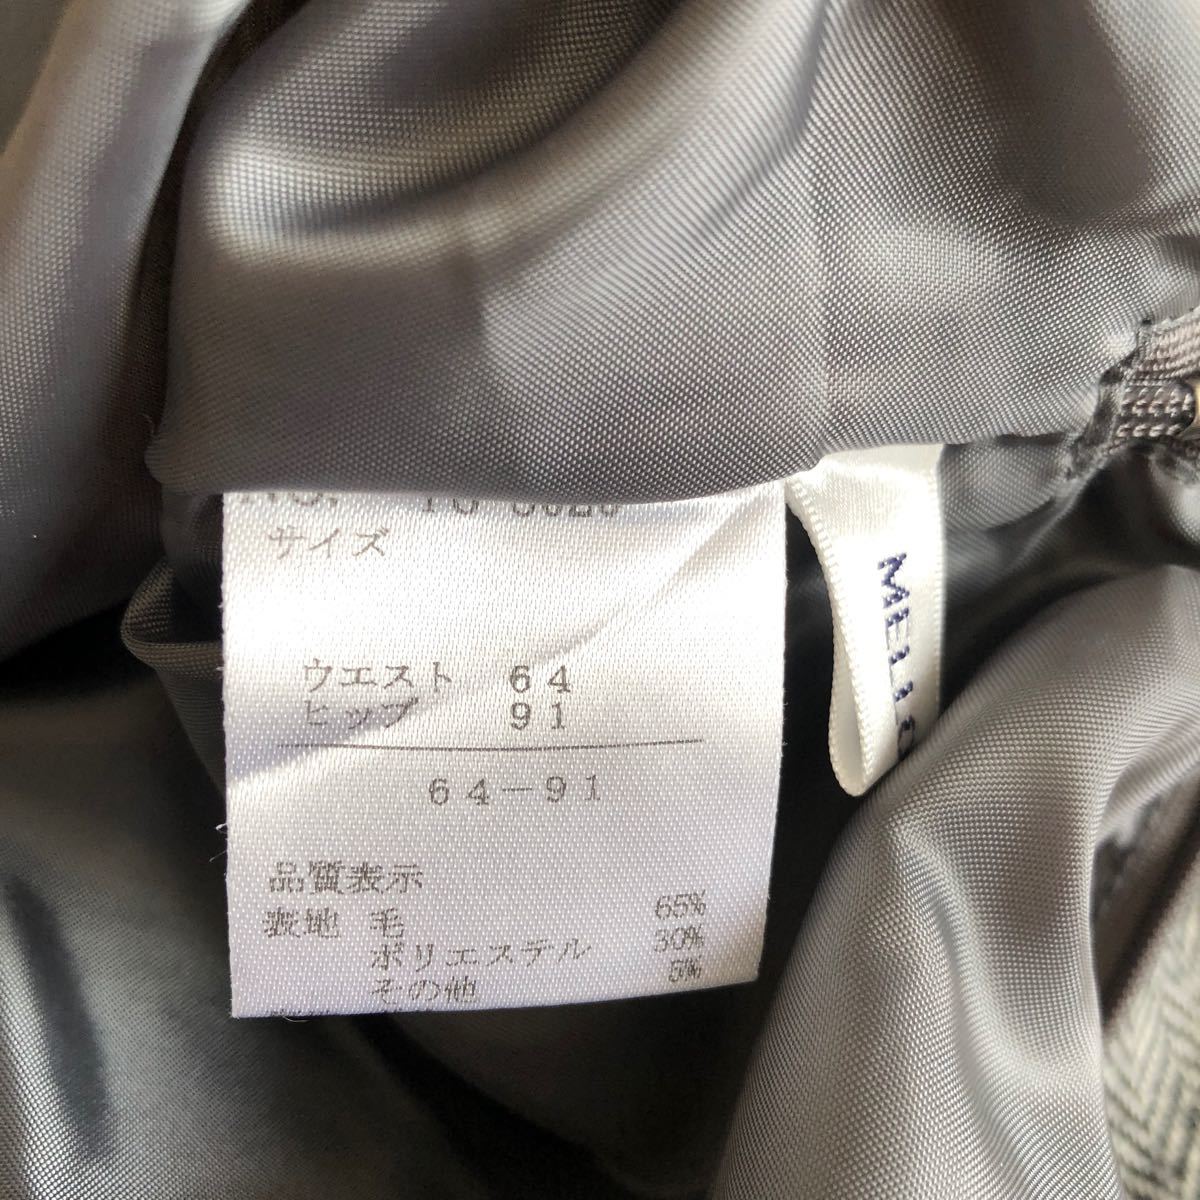 サイズ
ウエスト 64
ヒップ 91
64-91
品質表示
表地 毛 65%
ポリエステル 30%
その他 5%